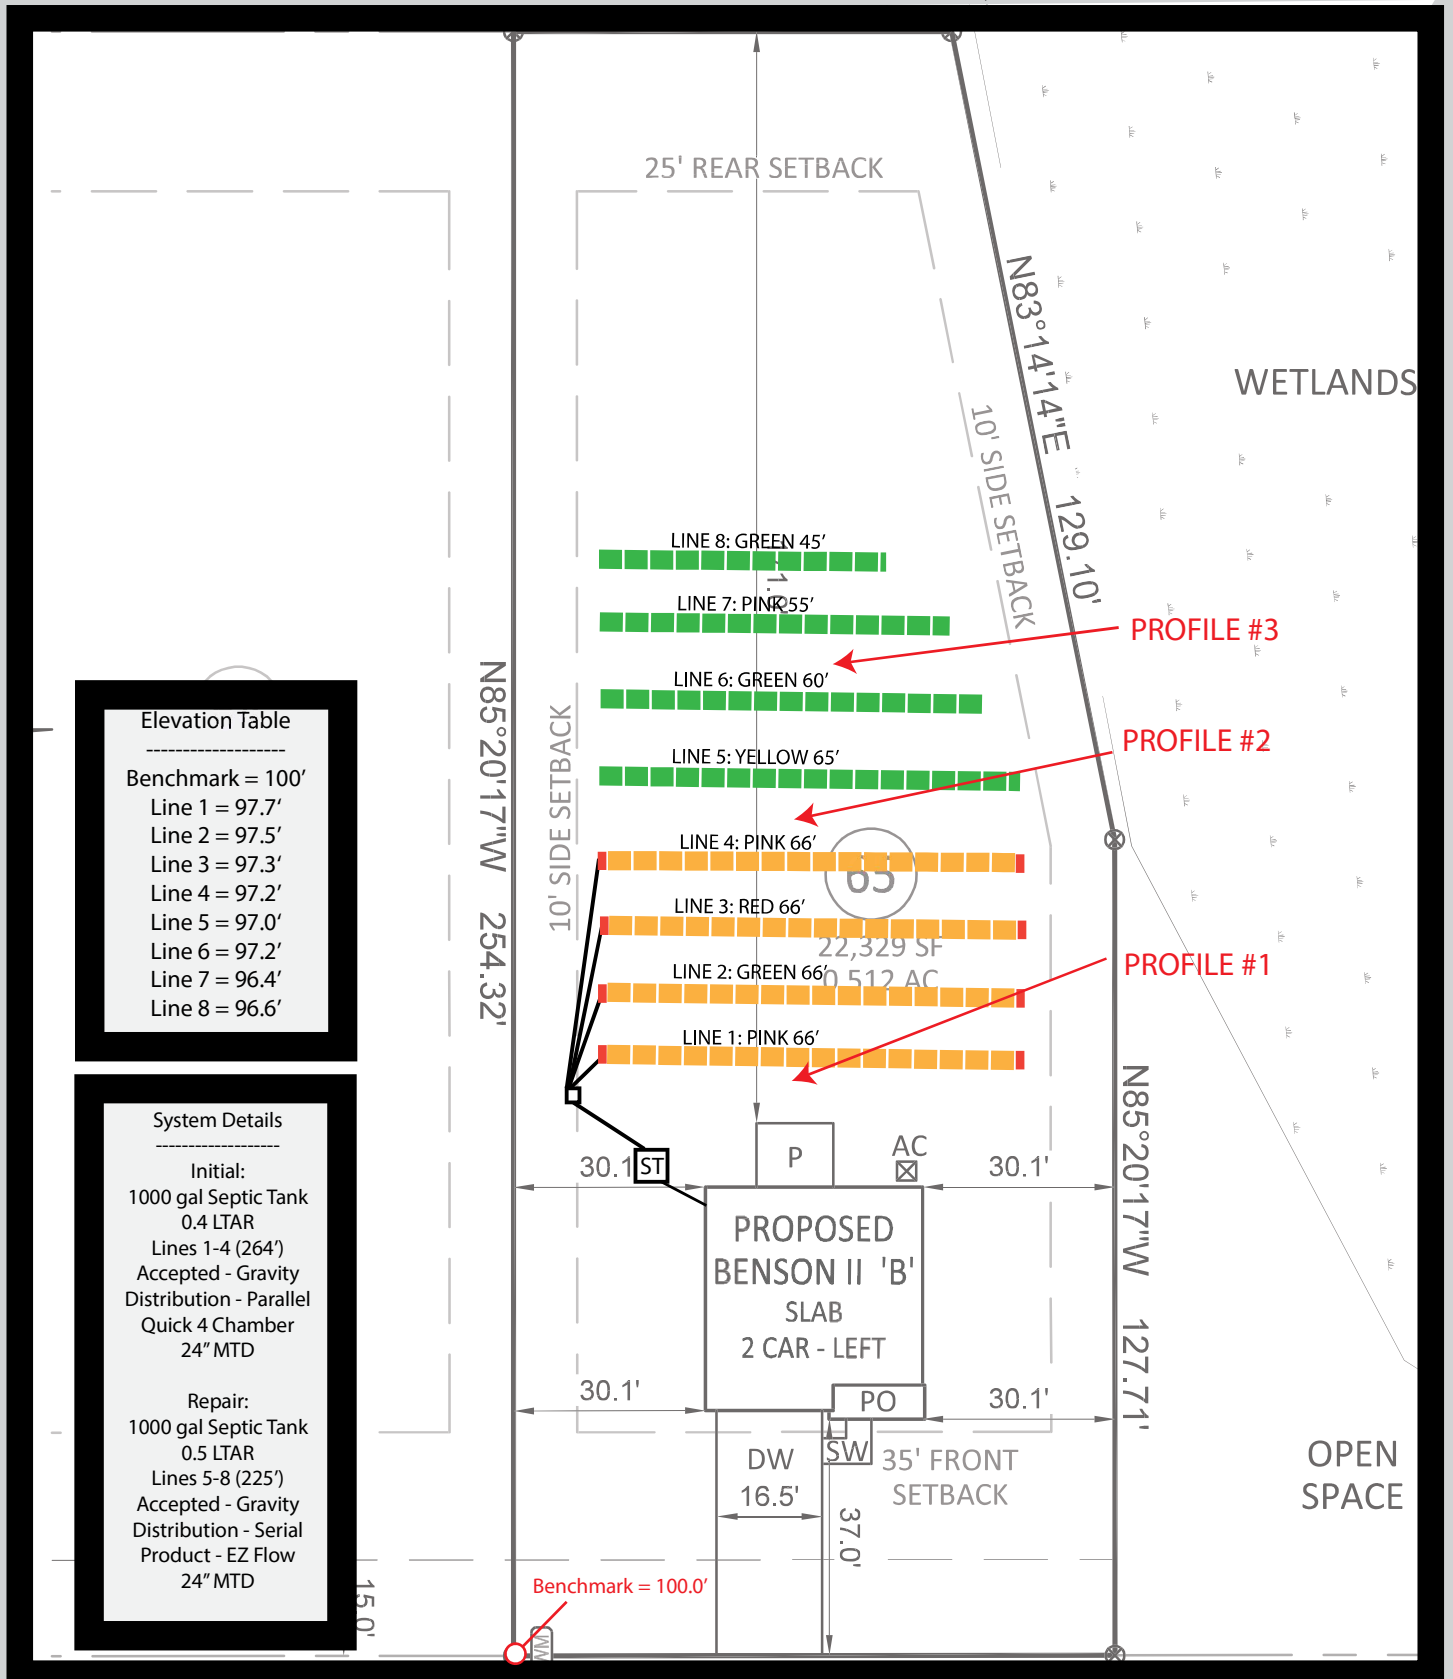 25' REAR SETBACK
N83°14'14"E 129.10'
WETLANDS
10' SIDE SETBACK
LINE 8: GREEN 45'
LINE 7: PINK 55'
PROFILE #3
LINE 6: GREEN 60'
PROFILE #2
LINE 5: YELLOW 65'
N85°20'17"W 254.32'
10' SIDE SETBACK
LINE 4: PINK 66'
63
LINE 3: RED 66'
22,329 SF
LINE 2: GREEN 66'
0.512 AC
PROFILE #1
LINE 1: PINK 66'
Elevation Table
-------------------
Benchmark = 100'
Line 1 = 97.7'
Line 2 = 97.5'
Line 3 = 97.3'
Line 4 = 97.2'
Line 5 = 97.0'
Line 6 = 97.2'
Line 7 = 96.4'
Line 8 = 96.6'
System Details
-------------------
Initial:
1000 gal Septic Tank
0.4 LTAR
Lines 1-4 (264')
Accepted - Gravity
Distribution - Parallel
Quick 4 Chamber
24" MTD
Repair:
1000 gal Septic Tank
0.5 LTAR
Lines 5-8 (225')
Accepted - Gravity
Distribution - Serial
Product - EZ Flow
24" MTD
ST
P
AC
30.1
30.1'
N85°20'17"W 127.71'
PROPOSED
BENSON II 'B'
SLAB
2 CAR - LEFT
30.1'
PO
30.1'
DW
16.5'
SW
35' FRONT
SETBACK
37.0'
OPEN
SPACE
15.0'
Benchmark = 100.0'
WM